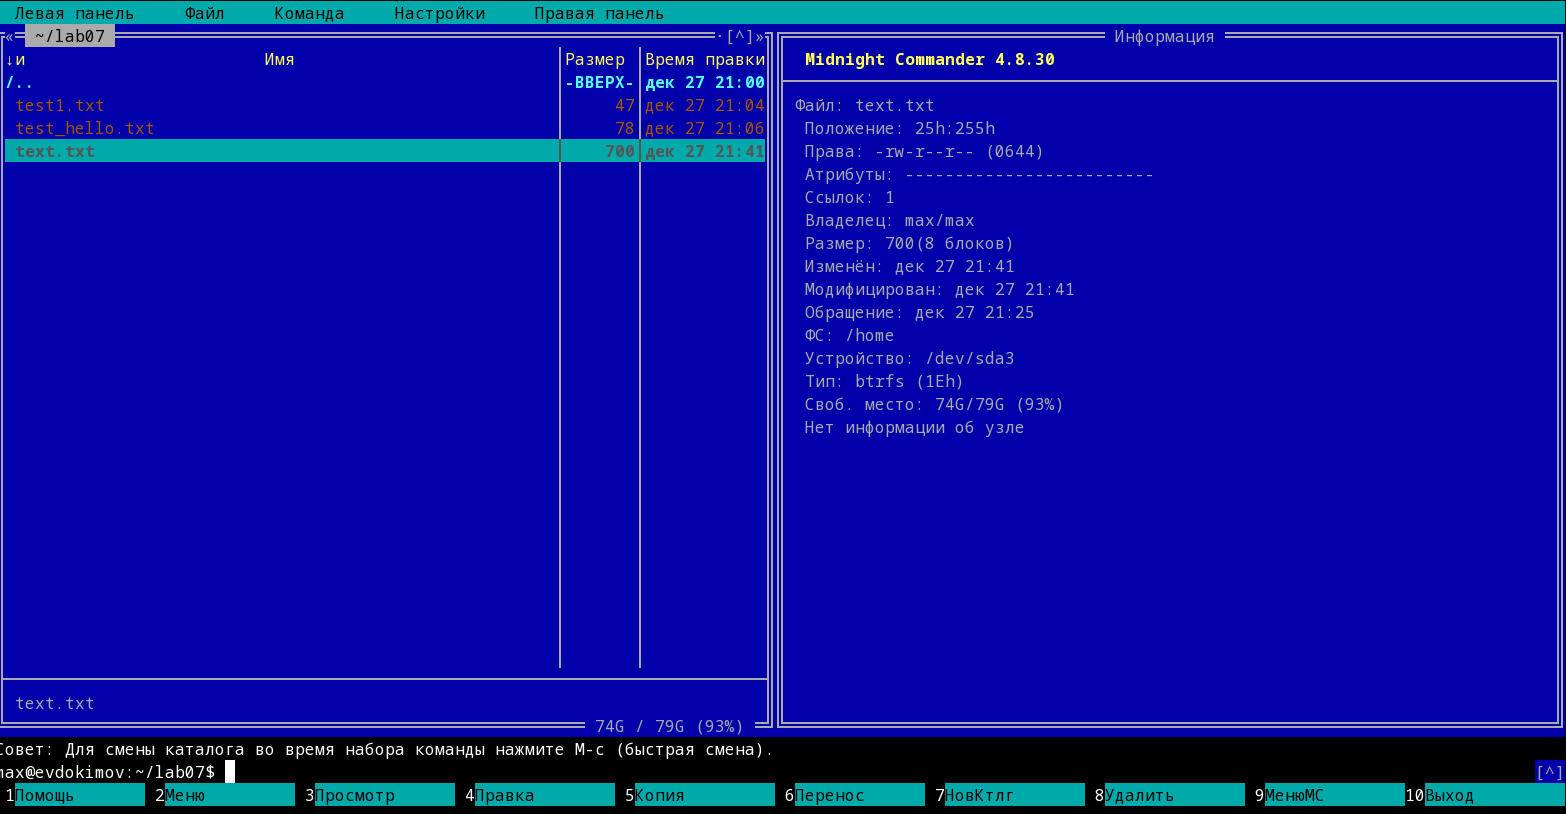 Левая панель Файл Команда Настройки Правая панель
« ~/lab07 ·[^]»
↓и Имя Размер Время правки
/.. -ВВЕРХ- дек 27 21:00
test1.txt 47 дек 27 21:04
test_hello.txt 78 дек 27 21:06
text.txt 700 дек 27 21:41
text.txt
74G / 79G (93%)
Информация
Midnight Commander 4.8.30
Файл: text.txt
Положение: 25h:255h
Права: -rw-r--r-- (0644)
Атрибуты: -------------------------
Ссылок: 1
Владелец: max/max
Размер: 700(8 блоков)
Изменён: дек 27 21:41
Модифицирован: дек 27 21:41
Обращение: дек 27 21:25
ФС: /home
Устройство: /dev/sda3
Тип: btrfs (1Eh)
Своб. место: 74G/79G (93%)
Нет информации об узле
Совет: Для смены каталога во время набора команды нажмите M-c (быстрая смена).
max@evdokimov:~/lab07$ [^]
1Помощь 2Меню 3Просмотр 4Правка 5Копия 6Перенос 7НовКтлг 8Удалить 9МенюMC 10Выход